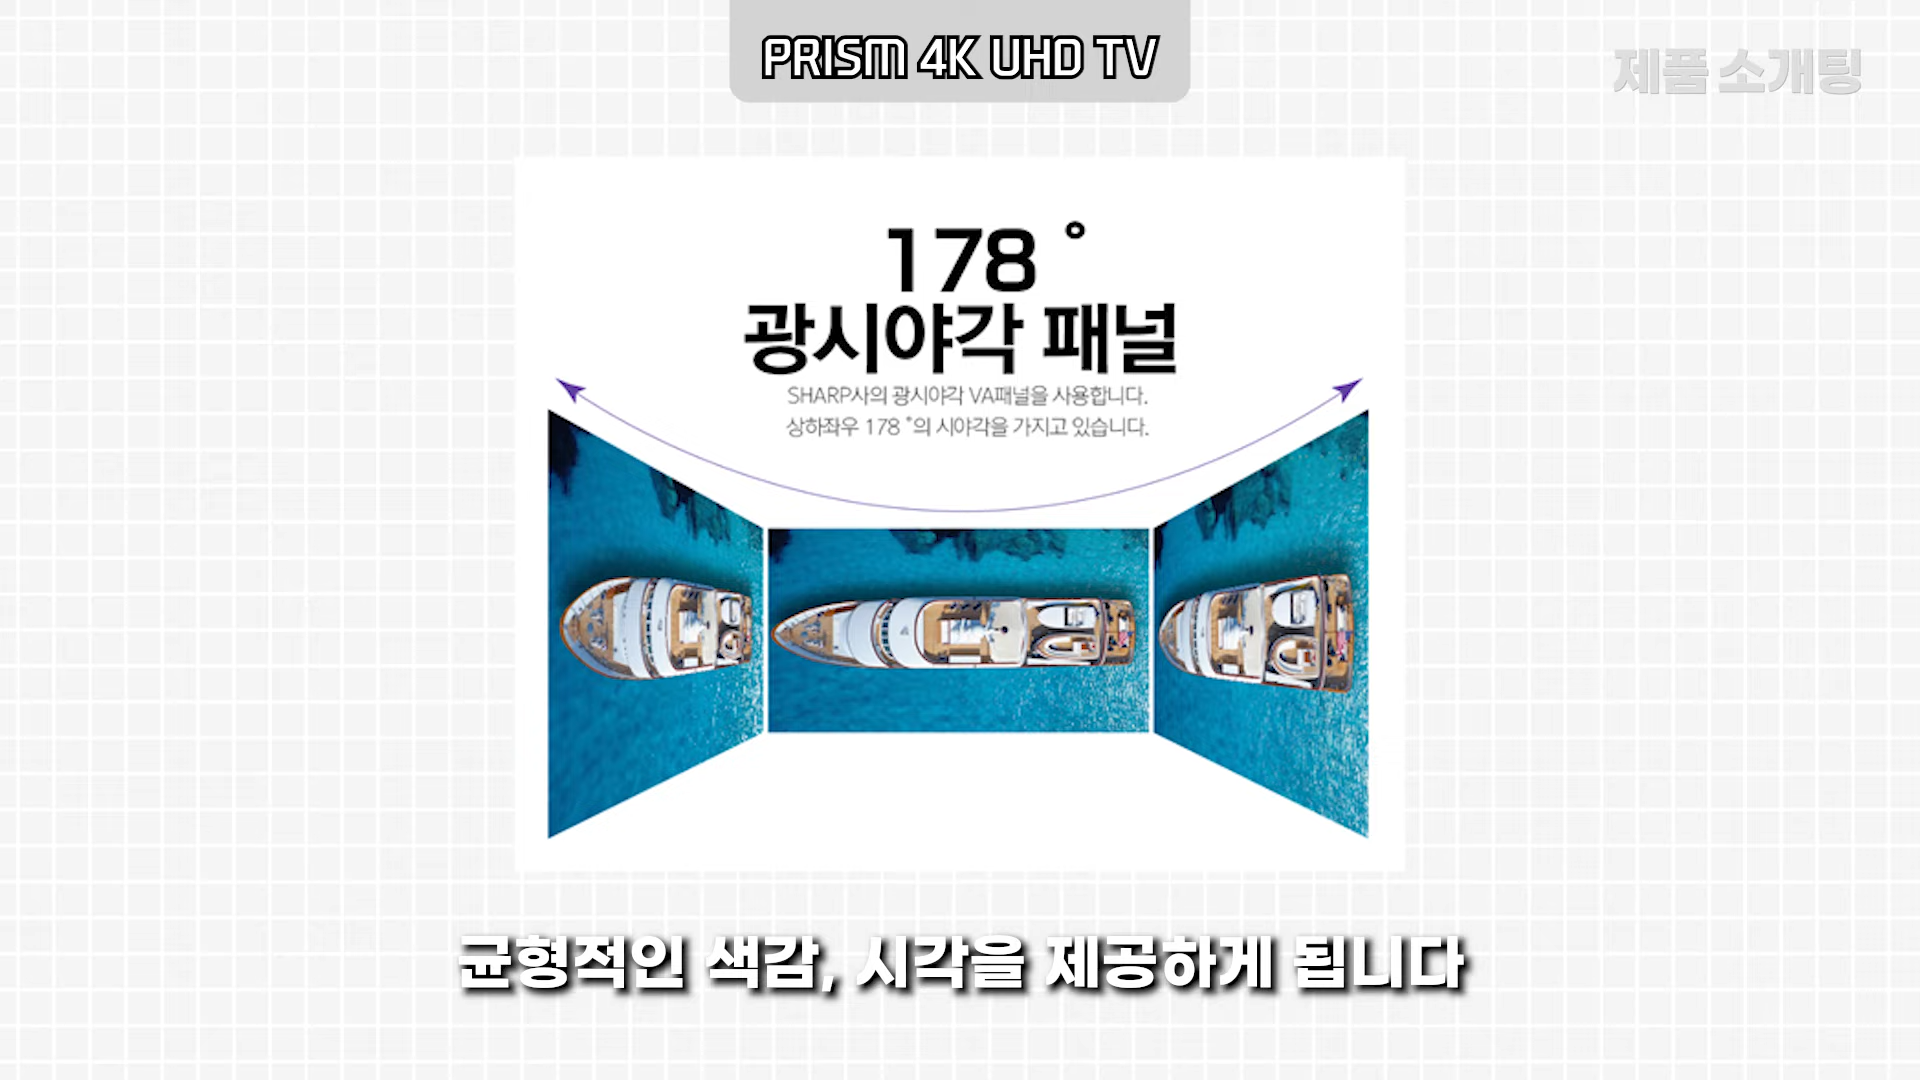 PRISM 4K UHD TV
제품 소개팅
178 °
광시야각 패널
SHARP사의 광시야각 VA패널을 사용합니다.
상하좌우 178 °의 시야각을 가지고 있습니다.
균형적인 색감, 시각을 제공하게 됩니다